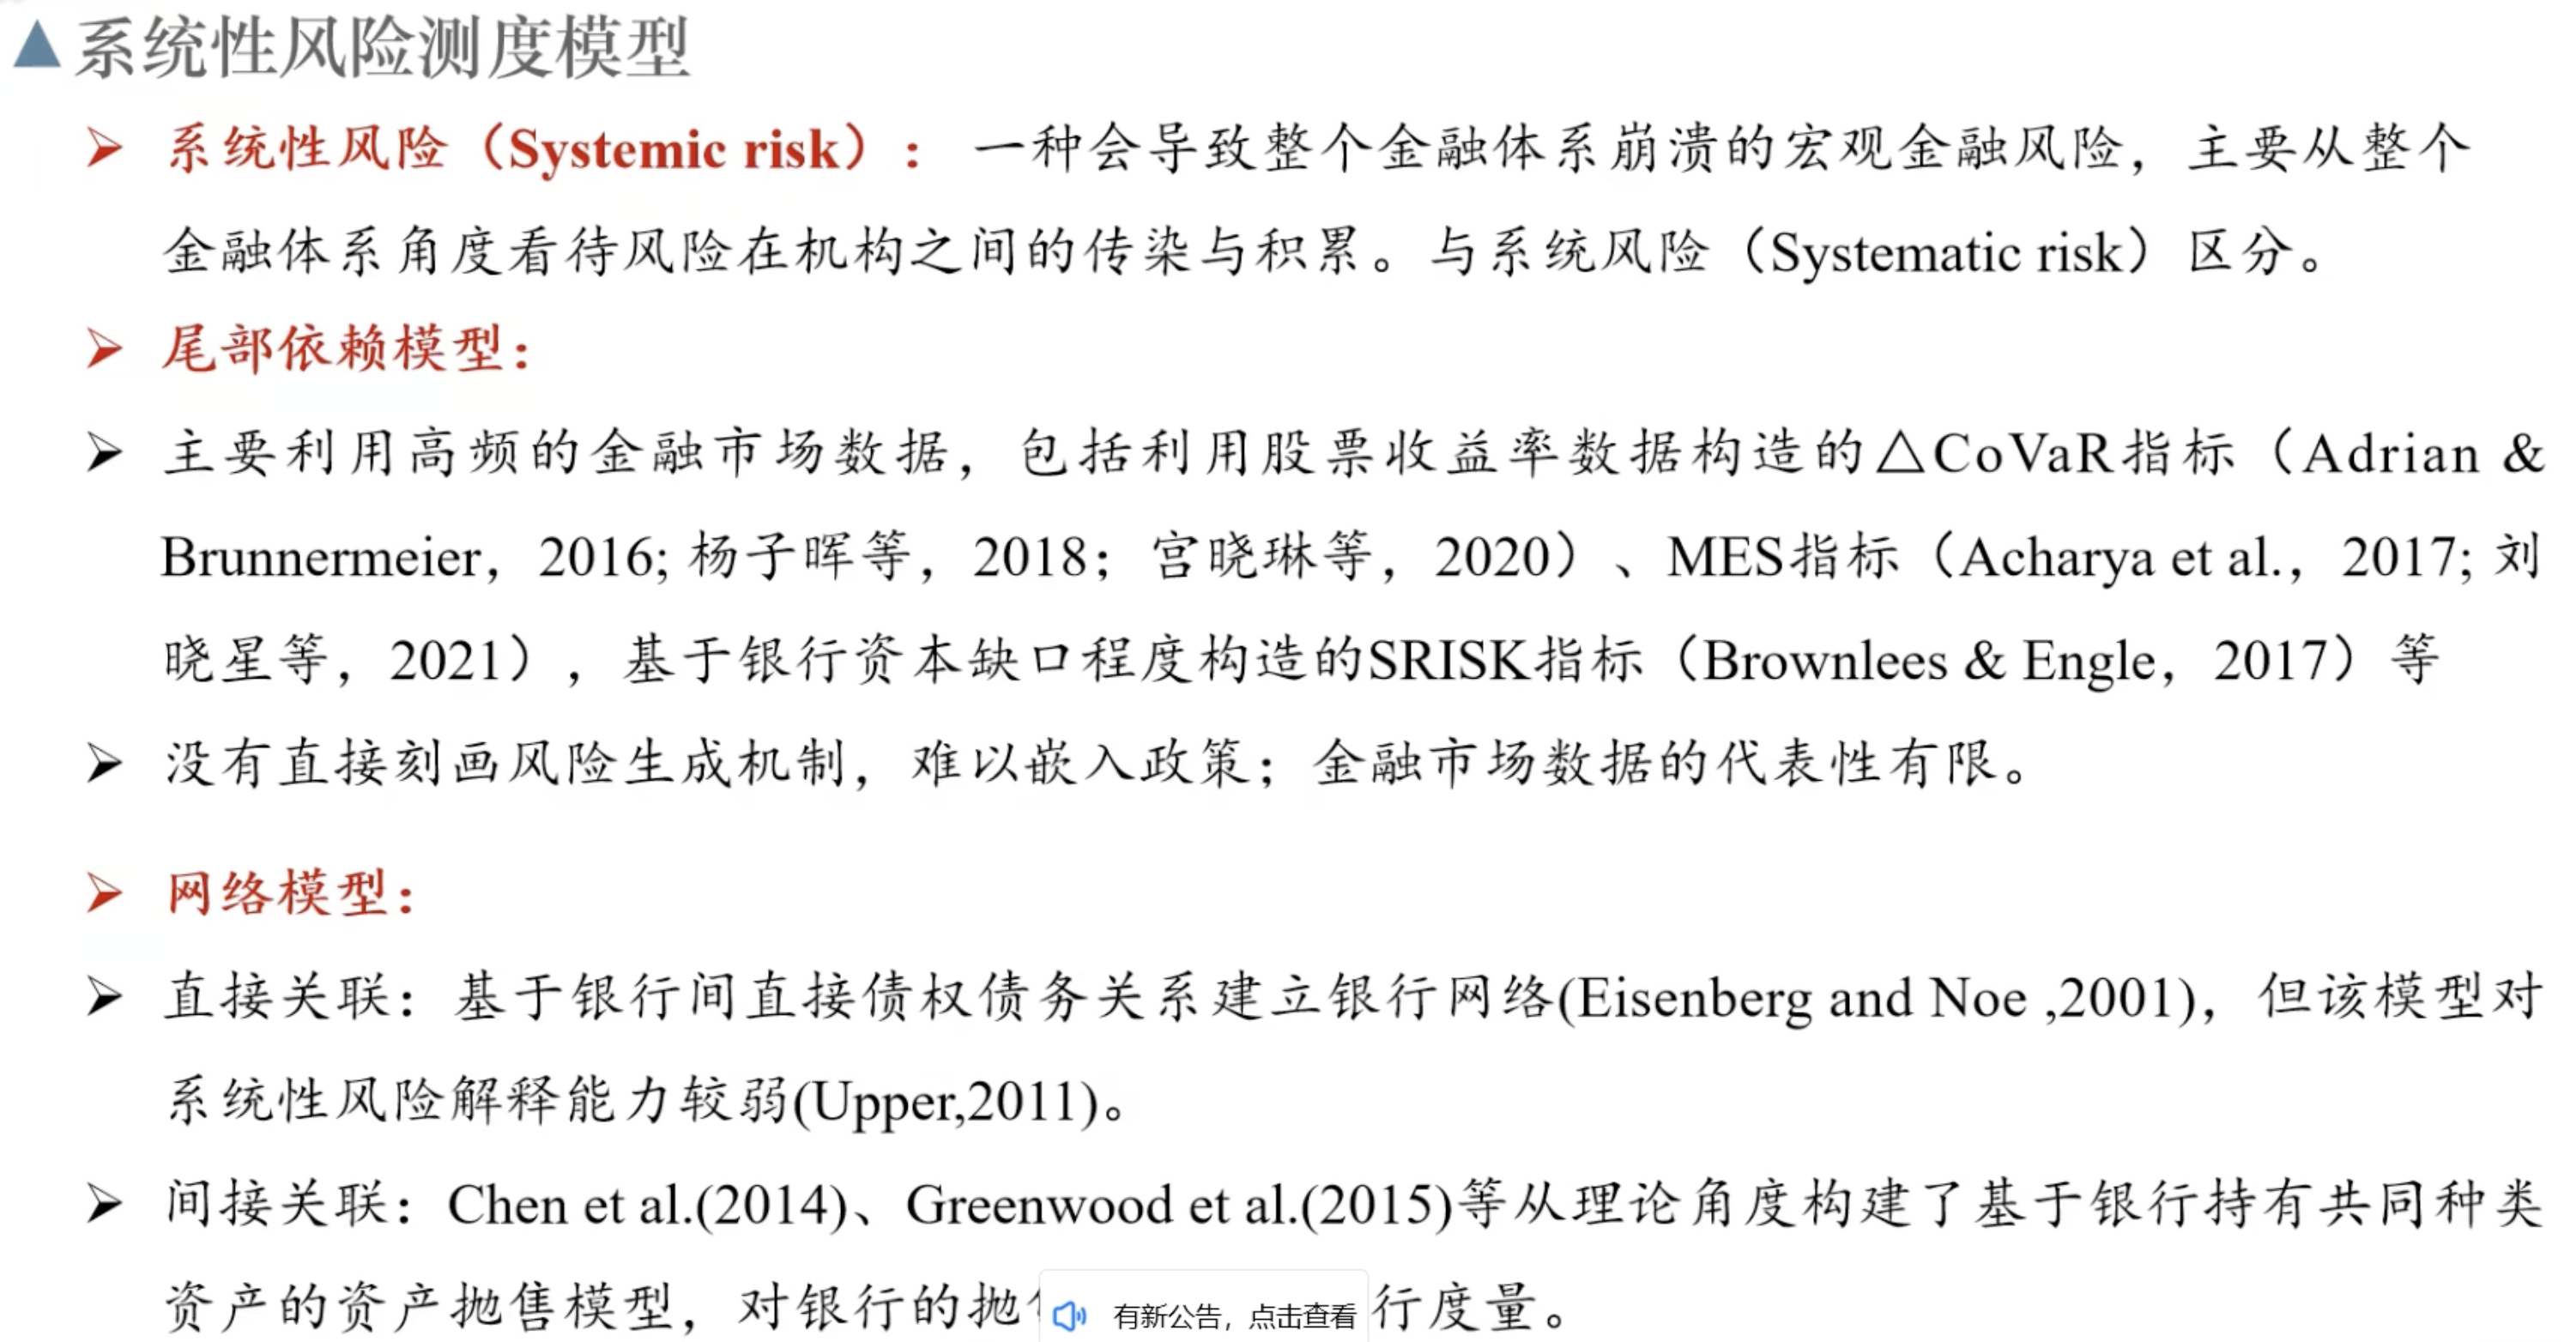 系统性风险测度模型
系统性风险（Systemic risk）： 一种会导致整个金融体系崩溃的宏观金融风险，主要从整个
金融体系角度看待风险在机构之间的传染与积累。与系统风险（Systematic risk）区分。
尾部依赖模型：
主要利用高频的金融市场数据，包括利用股票收益率数据构造的△CoVaR指标（Adrian &
Brunnermeier，2016; 杨子晖等，2018；宫晓琳等，2020）、MES指标（Acharya et al.，2017; 刘
晓星等，2021），基于银行资本缺口程度构造的SRISK指标（Brownlees & Engle，2017）等
没有直接刻画风险生成机制，难以嵌入政策；金融市场数据的代表性有限。
网络模型：
直接关联：基于银行间直接债权债务关系建立银行网络(Eisenberg and Noe ,2001)，但该模型对
系统性风险解释能力较弱(Upper,2011)。
间接关联：Chen et al.(2014)、Greenwood et al.(2015)等从理论角度构建了基于银行持有共同种类
资产的资产抛售模型，对银行的抛 行度量。
有新公告，点击查看